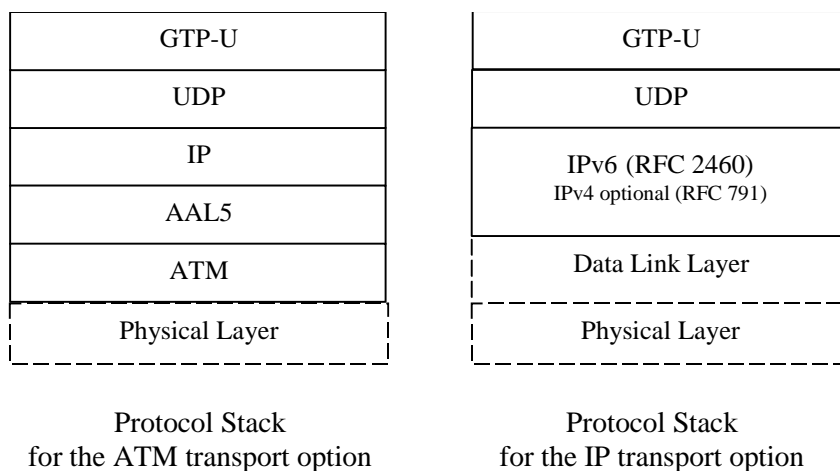 GTP-U
UDP
IP
AAL5
ATM
Physical Layer
Protocol Stack
for the ATM transport option
GTP-U
UDP
IPv6 (RFC 2460)
IPv4 optional (RFC 791)
Data Link Layer
Physical Layer
Protocol Stack
for the IP transport option